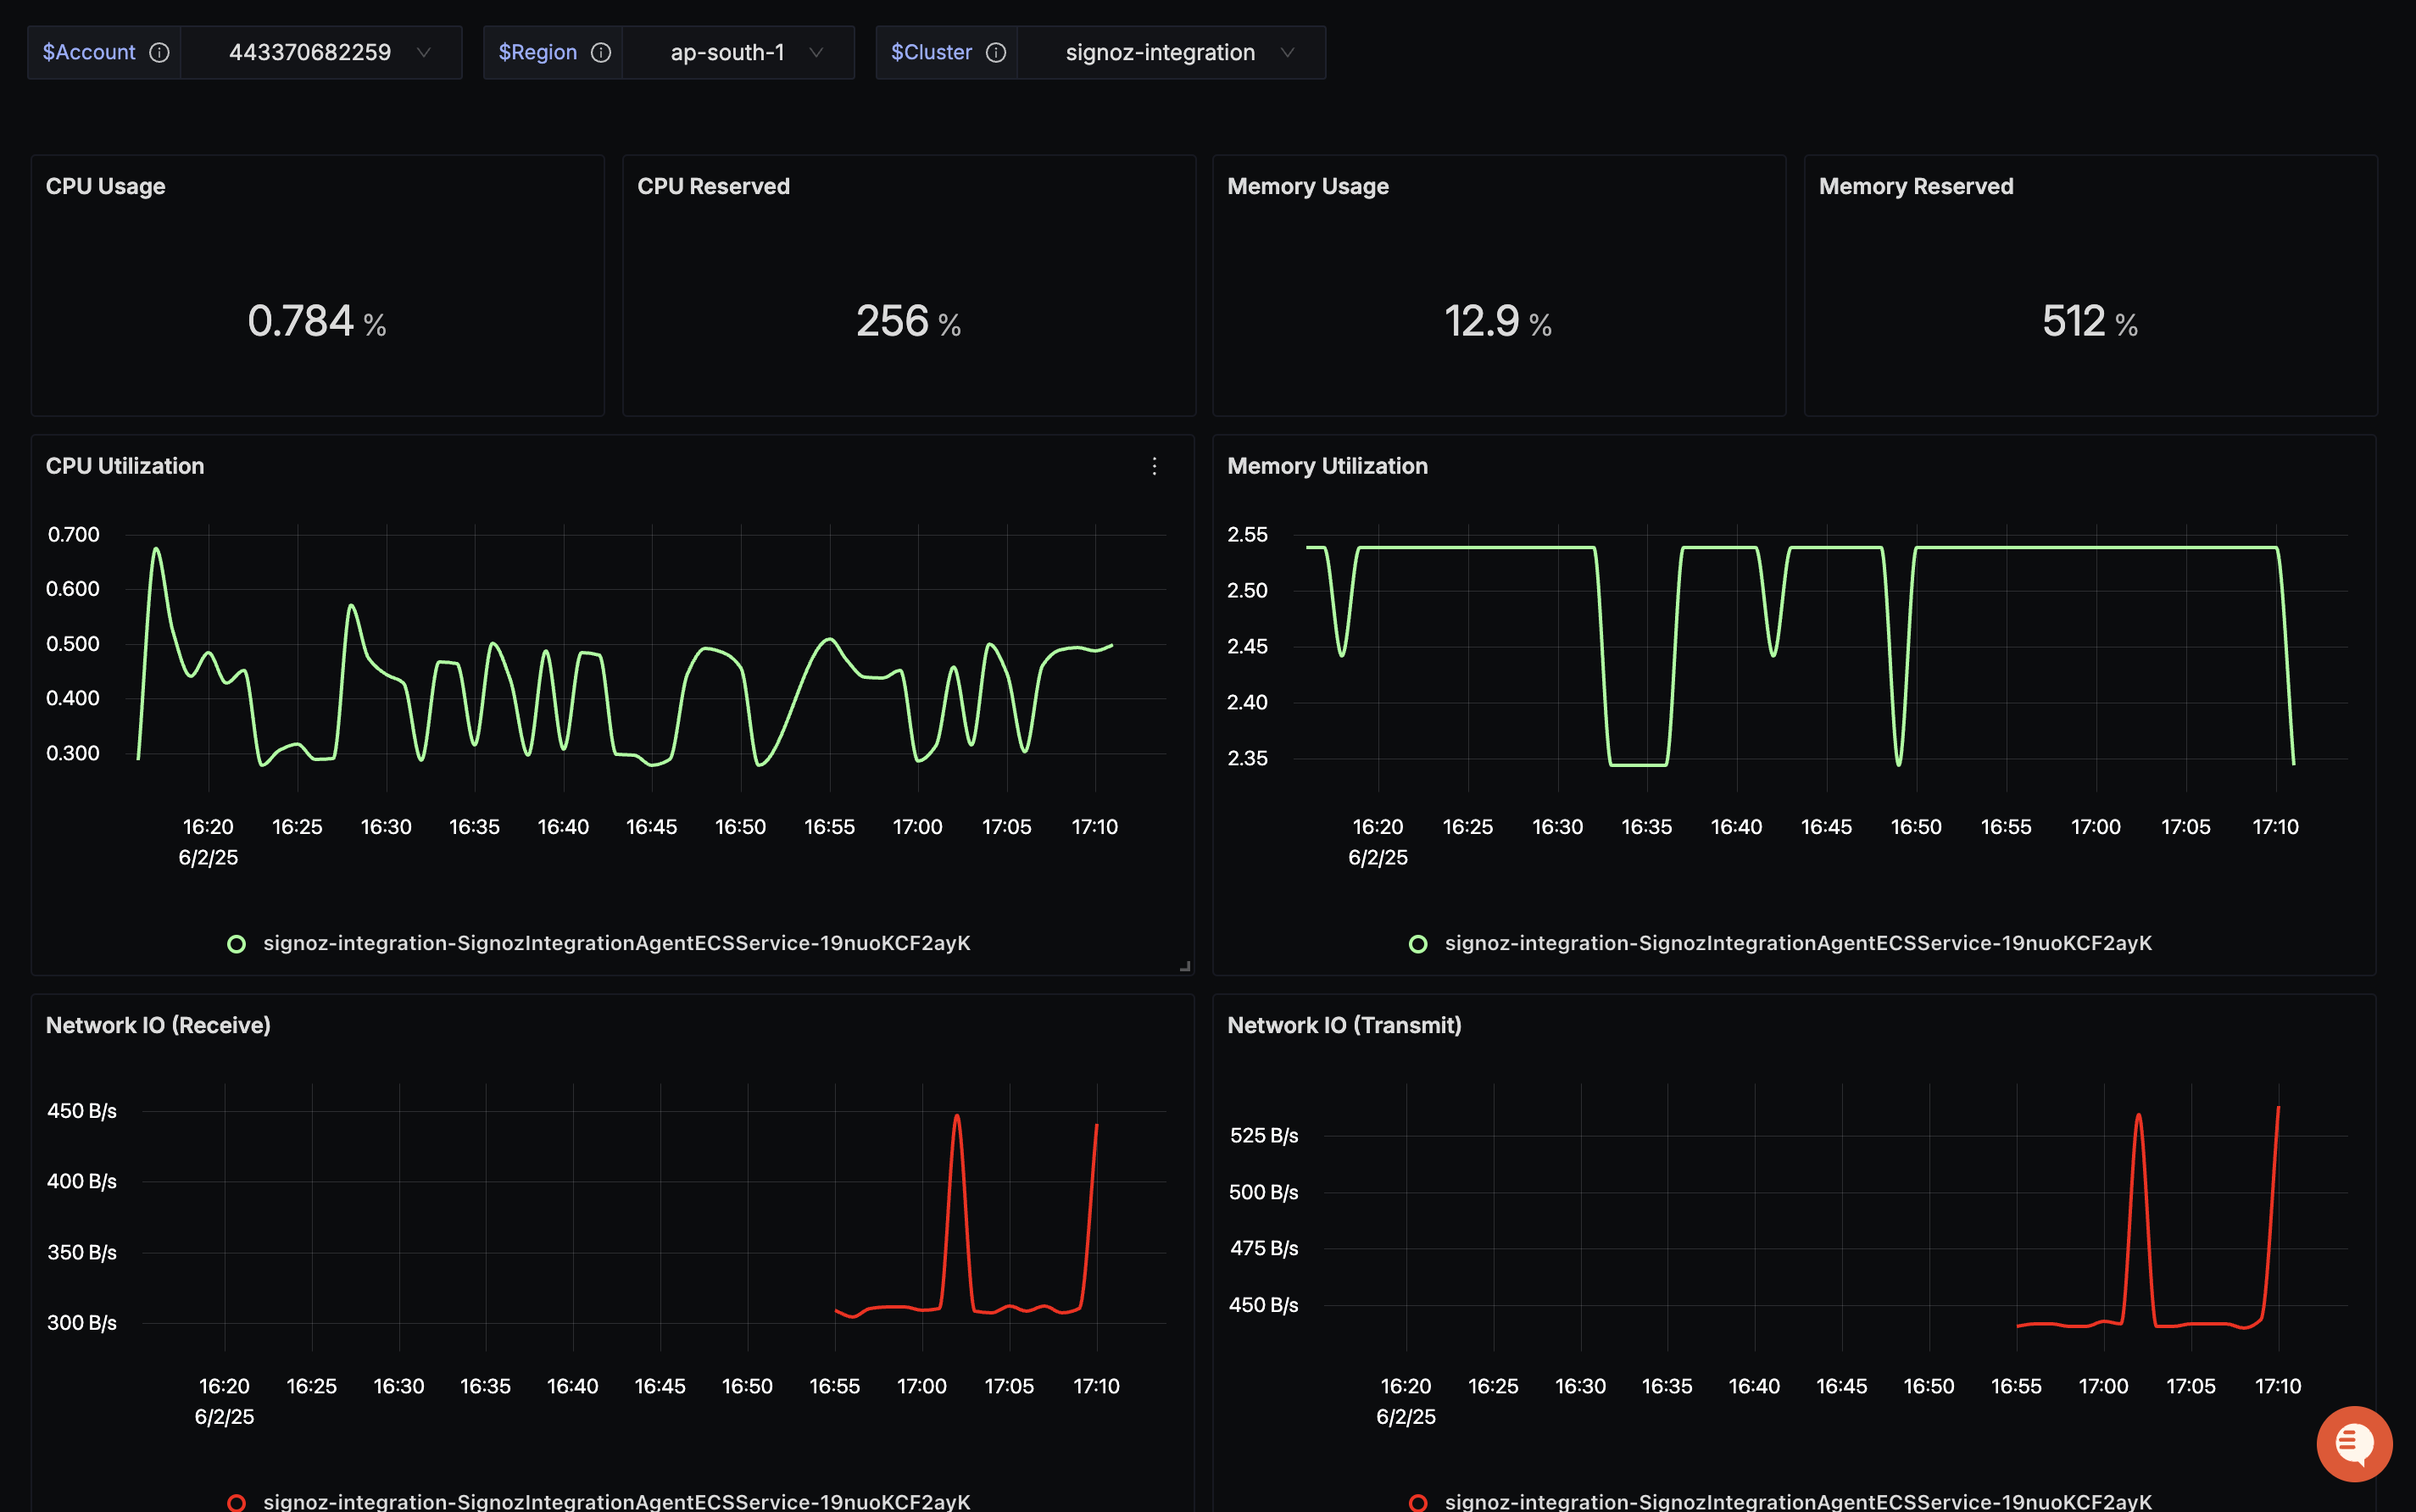 $Account 443370682259 $Region ap-south-1 $Cluster signoz-integration
CPU Usage
0.784 %
CPU Reserved
256 %
Memory Usage
12.9 %
Memory Reserved
512 %
CPU Utilization
0.700
0.600
0.500
0.400
0.300
16:20 16:25 16:30 16:35 16:40 16:45 16:50 16:55 17:00 17:05 17:10
6/2/25
signoz-integration-SignozIntegrationAgentECSService-19nuoKCF2ayK
Memory Utilization
2.55
2.50
2.45
2.40
2.35
16:20 16:25 16:30 16:35 16:40 16:45 16:50 16:55 17:00 17:05 17:10
6/2/25
signoz-integration-SignozIntegrationAgentECSService-19nuoKCF2ayK
Network IO (Receive)
450 B/s
400 B/s
350 B/s
300 B/s
16:20 16:25 16:30 16:35 16:40 16:45 16:50 16:55 17:00 17:05 17:10
6/2/25
signoz-integration-SignozIntegrationAgentECSService-19nuoKCF2ayK
Network IO (Transmit)
525 B/s
500 B/s
475 B/s
450 B/s
16:20 16:25 16:30 16:35 16:40 16:45 16:50 16:55 17:00 17:05 17:10
6/2/25
signoz-integration-SignozIntegrationAgentECSService-19nuoKCF2ayK